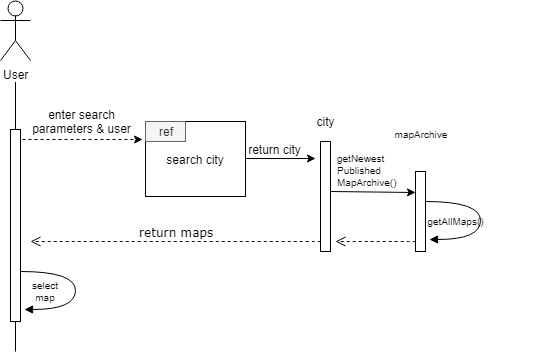 User
enter search
parameters & user
ref
search city
return city
city
getNewest
Published
MapArchive()
mapArchive
getAllMaps()
return maps
select
map